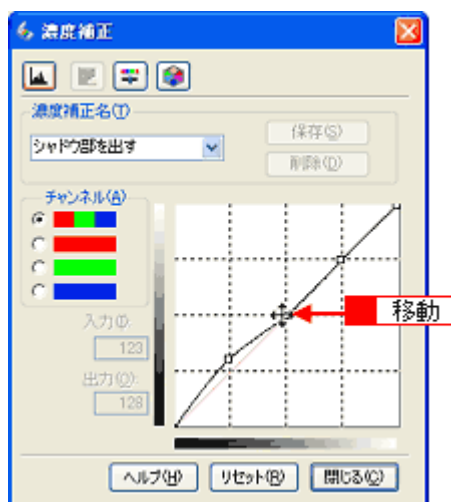 濃度補正
濃度補正名(T)
シャドウ部を出す
保存(S)
削除(D)
チャンネル(A)
入力(I):
123
出力(O):
128
移動
ヘルプ(H)
リセット(R)
閉じる(C)